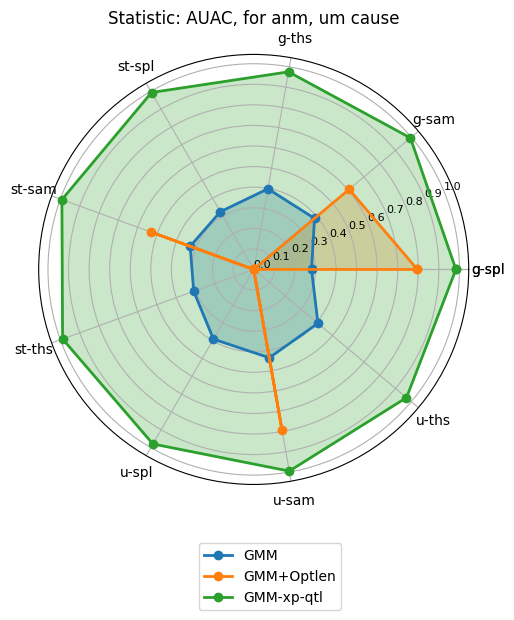 Statistic: AUAC, for anm, um cause
g-ths
st-spl
g-sam
st-sam
0.0 0.1 0.2 0.3 0.4 0.5 0.6 0.7 0.8 0.9 1.0
g-spl
st-ths
u-ths
u-spl
u-sam
GMM
GMM+Optlen
GMM-xp-qtl